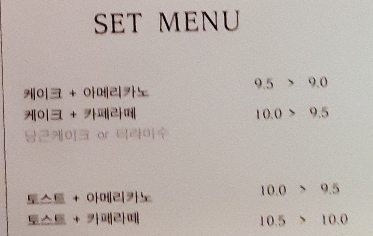 SET MENU
케이크 + 아메리카노 9.5 > 9.0
케이크 + 카페라떼 10.0 > 9.5
당근케이크 or 티라미수
토스트 + 아메리카노 10.0 > 9.5
토스트 + 카페라떼 10.5 > 10.0